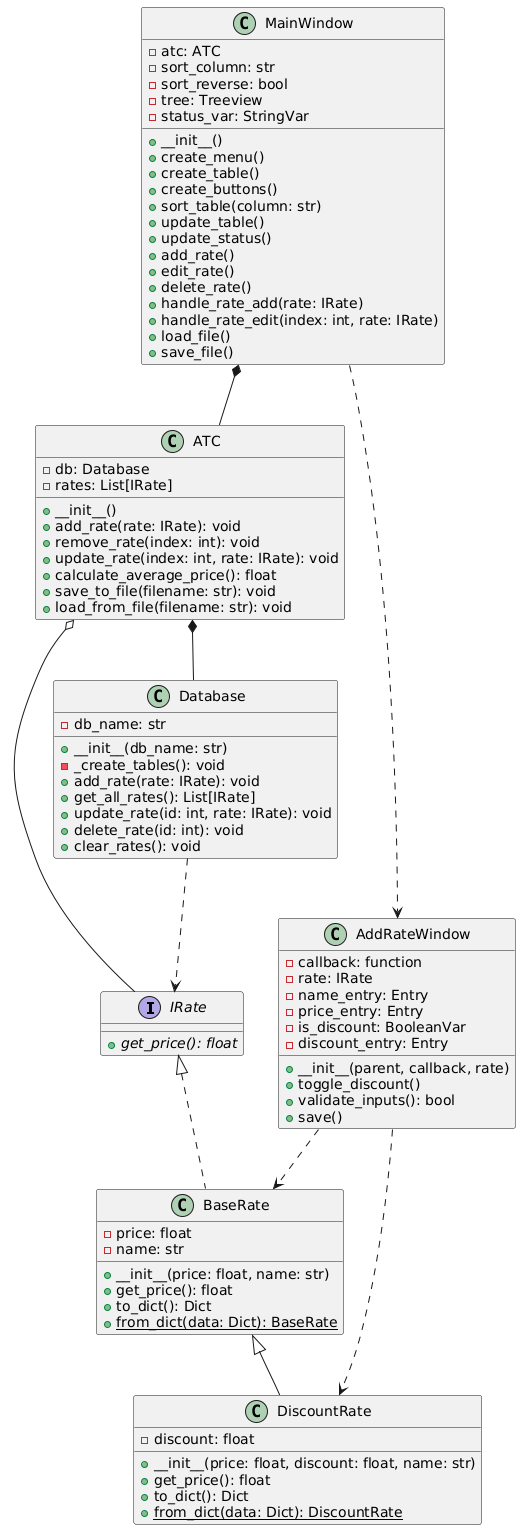 C MainWindow
atc: ATC
sort_column: str
sort_reverse: bool
tree: Treeview
status_var: StringVar
__init__()
create_menu()
create_table()
create_buttons()
sort_table(column: str)
update_table()
update_status()
add_rate()
edit_rate()
delete_rate()
handle_rate_add(rate: IRate)
handle_rate_edit(index: int, rate: IRate)
load_file()
save_file()
C ATC
db: Database
rates: List[IRate]
__init__()
add_rate(rate: IRate): void
remove_rate(index: int): void
update_rate(index: int, rate: IRate): void
calculate_average_price(): float
save_to_file(filename: str): void
load_from_file(filename: str): void
C Database
db_name: str
__init__(db_name: str)
_create_tables(): void
add_rate(rate: IRate): void
get_all_rates(): List[IRate]
update_rate(id: int, rate: IRate): void
delete_rate(id: int): void
clear_rates(): void
C AddRateWindow
callback: function
rate: IRate
name_entry: Entry
price_entry: Entry
is_discount: BooleanVar
discount_entry: Entry
__init__(parent, callback, rate)
toggle_discount()
validate_inputs(): bool
save()
I IRate
get_price(): float
C BaseRate
price: float
name: str
__init__(price: float, name: str)
get_price(): float
to_dict(): Dict
from_dict(data: Dict): BaseRate
C DiscountRate
discount: float
__init__(price: float, discount: float, name: str)
get_price(): float
to_dict(): Dict
from_dict(data: Dict): DiscountRate